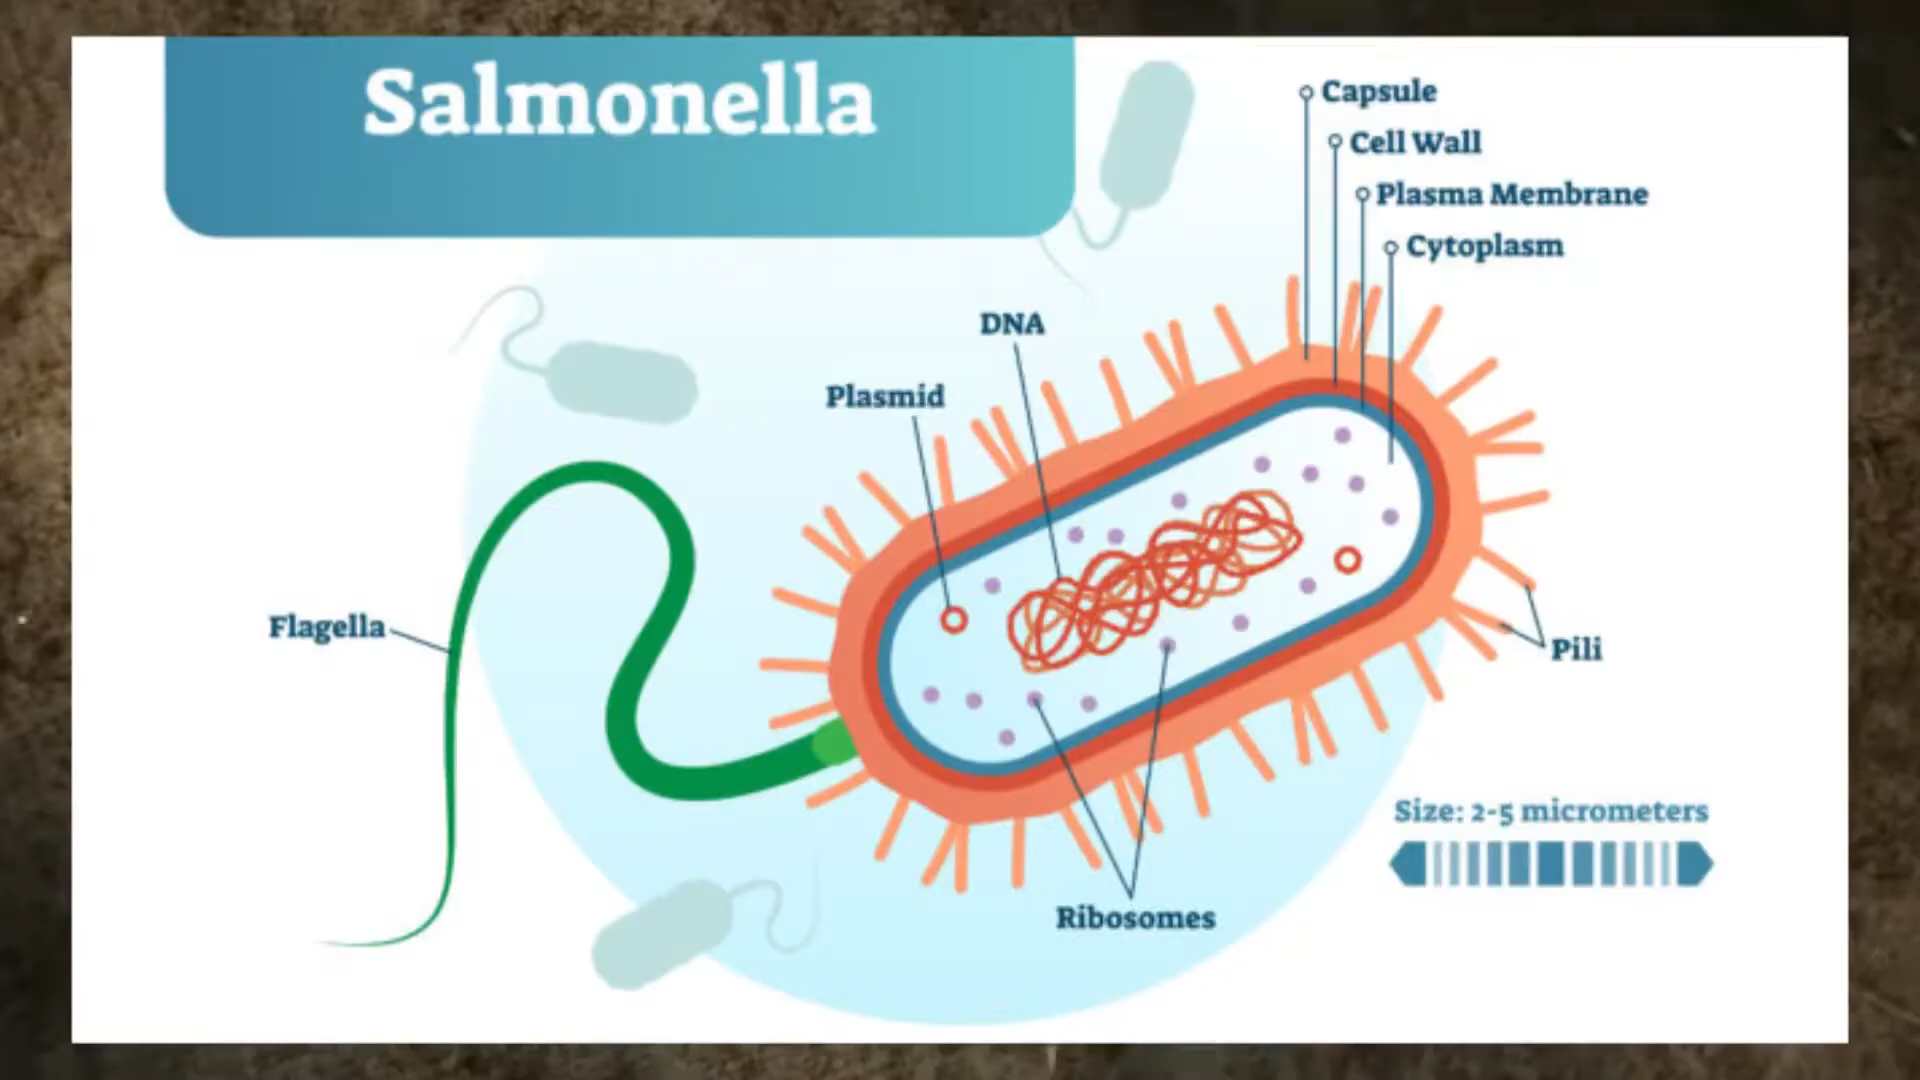 Salmonella
Capsule
Cell Wall
Plasma Membrane
Cytoplasm
DNA
Plasmid
Flagella
Pili
Size: 2-5 micrometers
Ribosomes